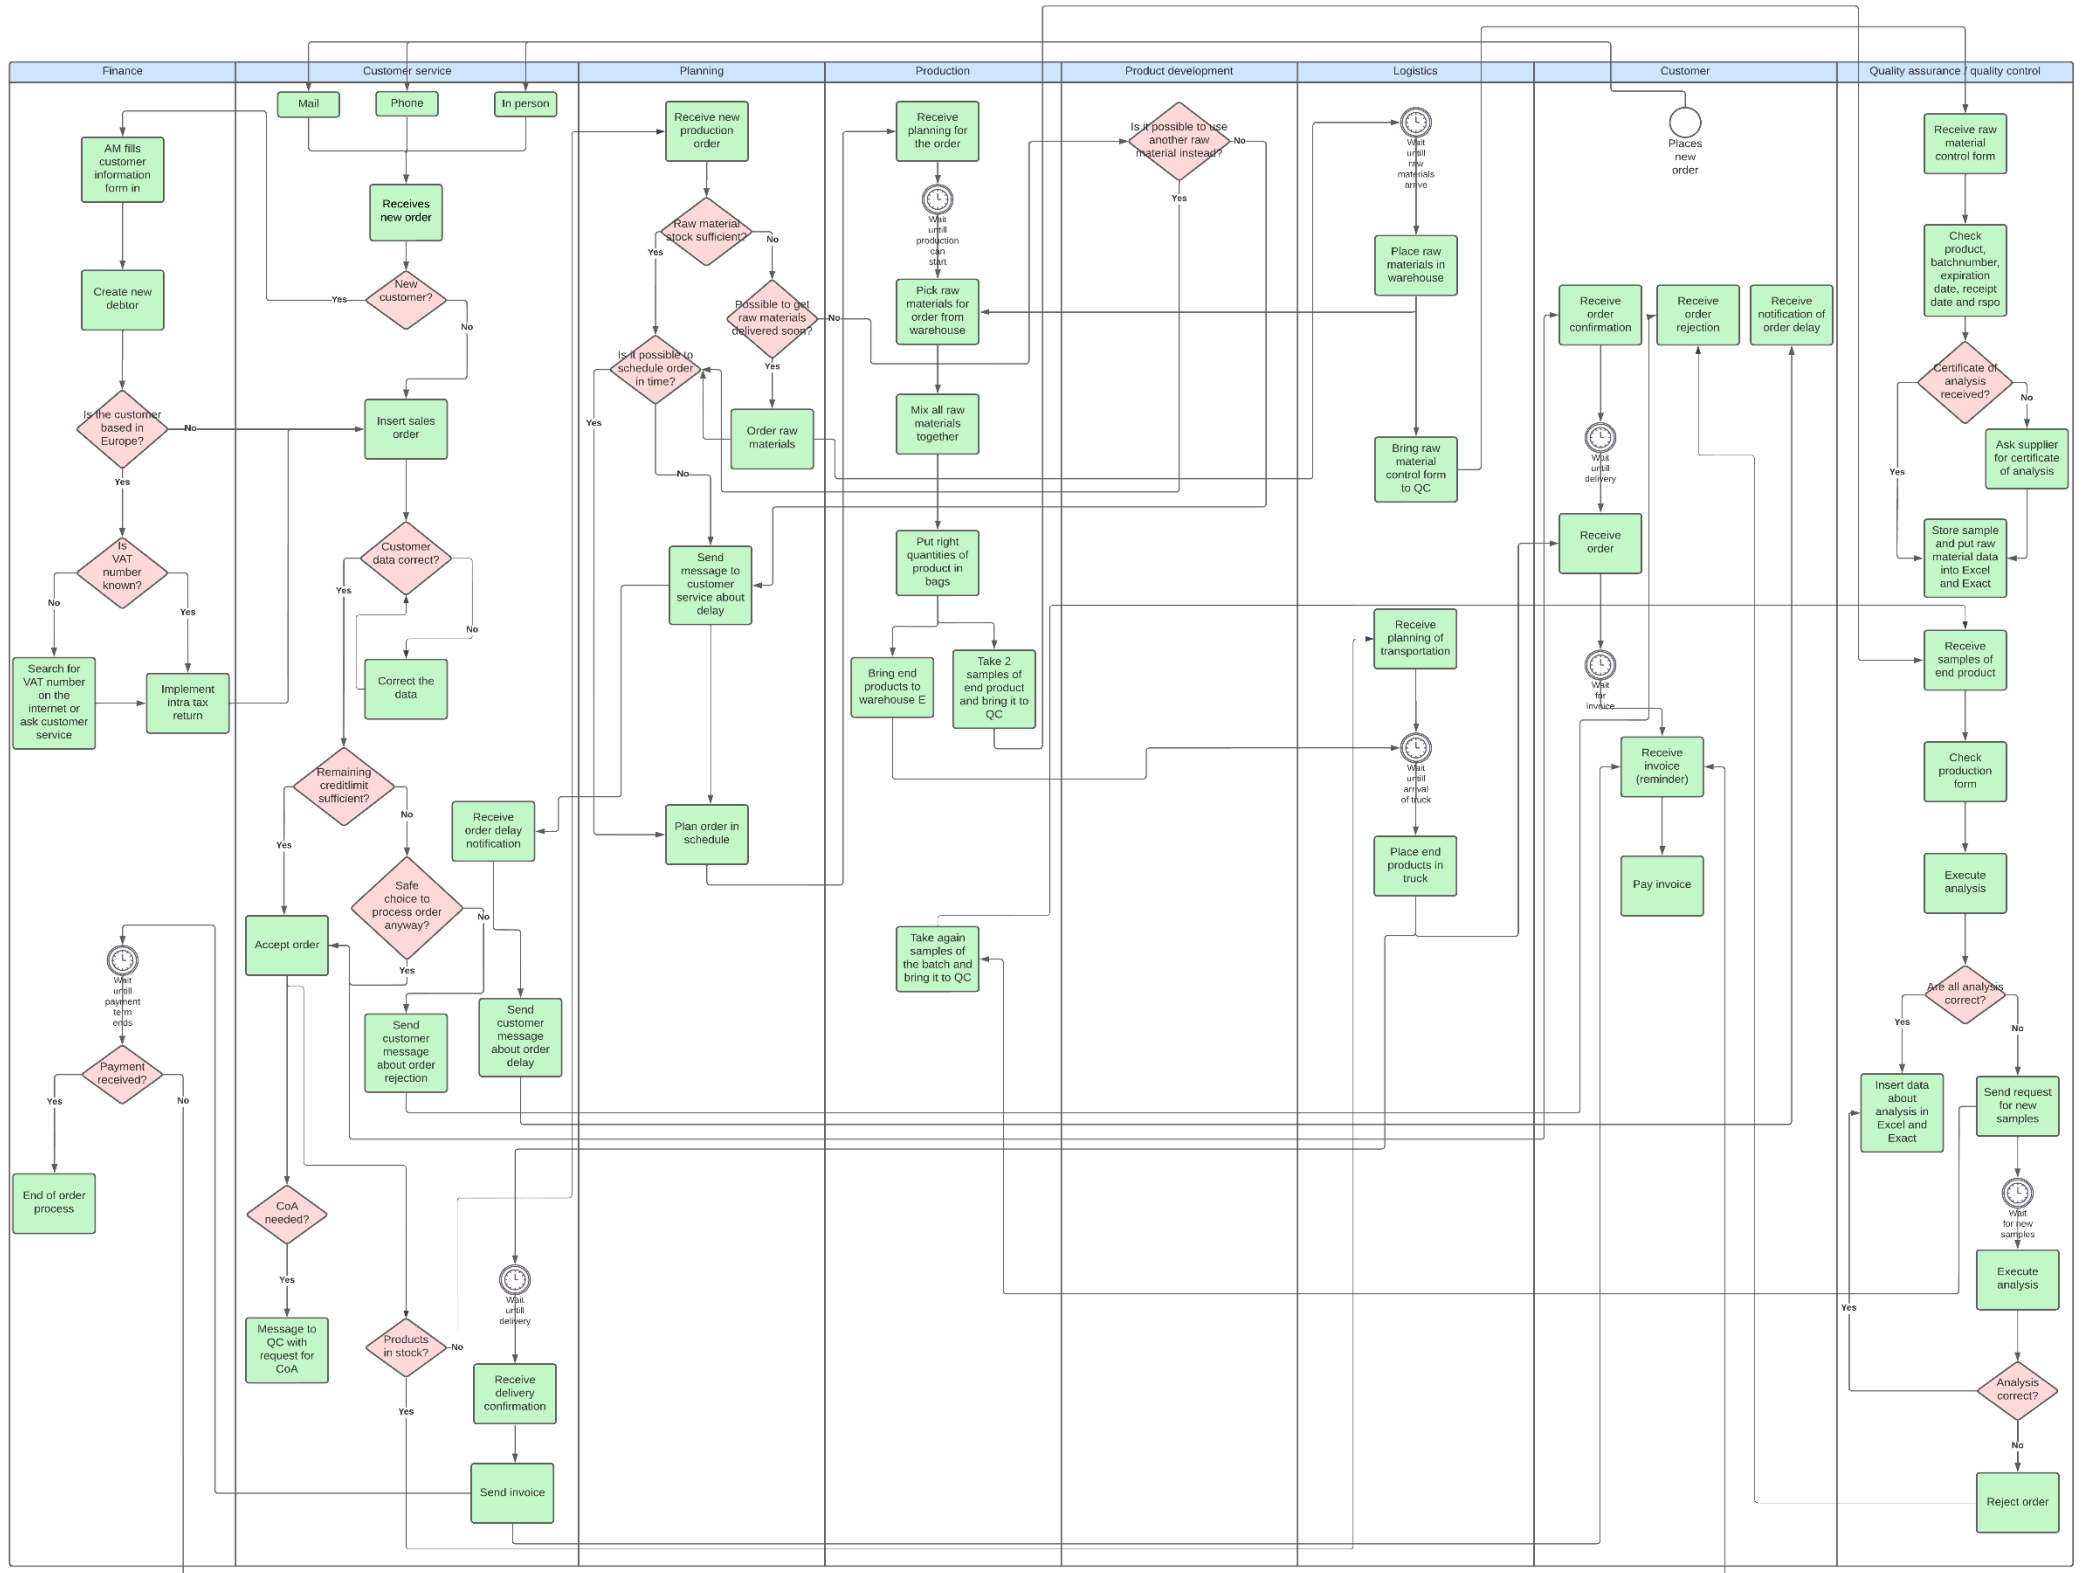 Finance
Customer service
Planning
Production
Product development
Logistics
Customer
Quality assurance / quality control
AM fills
customer
information
form in
Create new
debtor
Is the customer
based in
Europe?
No
Yes
Is
VAT
number
known?
No
Yes
Search for
VAT number
on the
internet or
ask customer
service
Implement
intra tax
return
Wait
untill
payment
term
ends
Payment
received?
Yes
No
End of order
process
Mail
Phone
In person
Receives
new order
New
customer?
Yes
No
Insert sales
order
Customer
data correct?
Yes
No
Correct the
data
Remaining
creditlimit
sufficient?
Yes
No
Receive
order delay
notification
Safe
choice to
process order
anyway?
No
Yes
Accept order
Send
customer
message
about order
rejection
Send
customer
message
about order
delay
CoA
needed?
Yes
Message to
QC with
request for
CoA
Products
in stock?
No
Yes
Wait
untill
delivery
Receive
delivery
confirmation
Send invoice
Receive new
production
order
Raw material
stock sufficient?
Yes
No
Possible to get
raw materials
delivered soon?
No
Yes
Is it possible to
schedule order
in time?
Yes
No
Order raw
materials
Send
message to
customer
service about
delay
Plan order in
schedule
Receive
planning for
the order
Wait
untill
production
can
start
Pick raw
materials for
order from
warehouse
Mix all raw
materials
together
Put right
quantities of
product in
bags
Bring end
products to
warehouse E
Take 2
samples of
end product
and bring it to
QC
Take again
samples of
the batch and
bring it to QC
Is it possible to use
another raw
material instead?
No
Yes
Wait
untill
raw
materials
arrive
Place raw
materials in
warehouse
Bring raw
material
control form
to QC
Receive
planning of
transportation
Wait
untill
arrival
of truck
Place end
products in
truck
Places
new
order
Receive
order
confirmation
Receive
order
rejection
Receive
notification of
order delay
Wait
untill
delivery
Receive
order
Wait
for
invoice
Receive
invoice
(reminder)
Pay invoice
Receive raw
material
control form
Check
product,
batchnumber,
expiration
date, receipt
date and rspo
Certificate of
analysis
received?
No
Yes
Ask supplier
for certificate
of analysis
Store sample
and put raw
material data
into Excel
and Exact
Receive
samples of
end product
Check
production
form
Execute
analysis
Are all analysis
correct?
Yes
No
Insert data
about
analysis in
Excel and
Exact
Send request
for new
samples
Wait
for new
samples
Execute
analysis
Yes
Analysis
correct?
No
Reject order